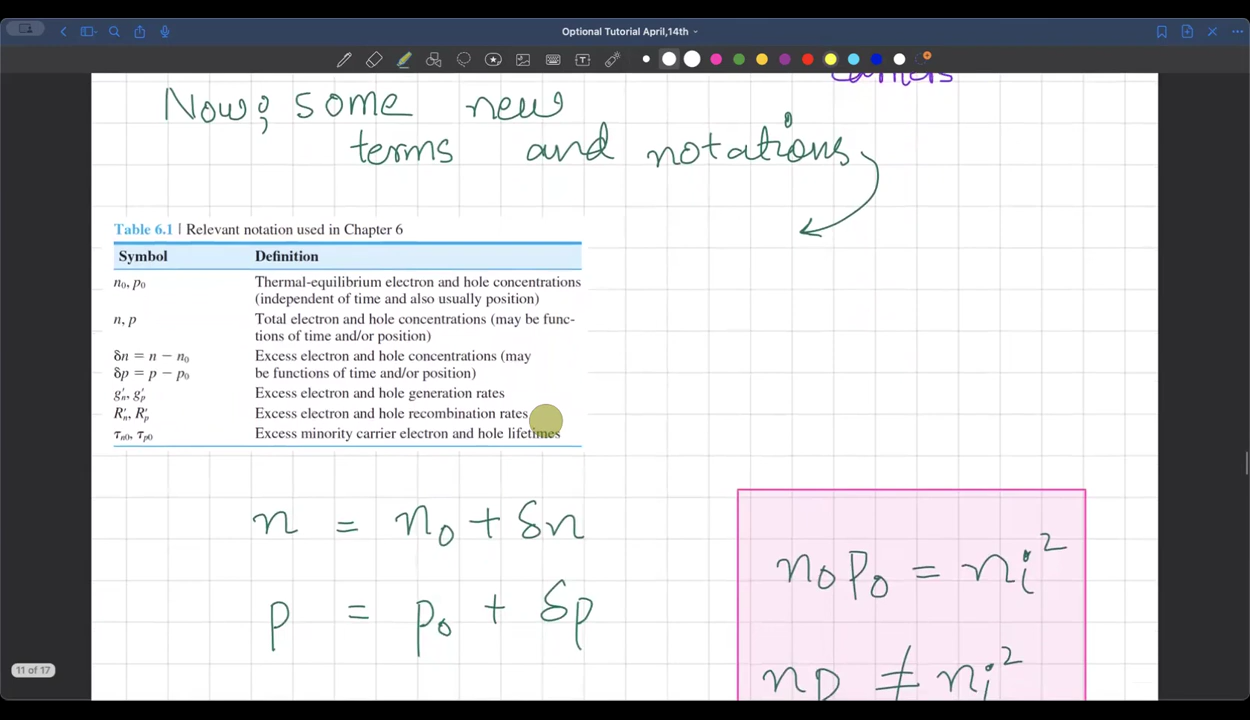 Optional Tutorial April,14th
carriers
Now; some new
terms and notations
Table 6.1 | Relevant notation used in Chapter 6
Symbol Definition
n₀, p₀ Thermal-equilibrium electron and hole concentrations
(independent of time and also usually position)
n, p Total electron and hole concentrations (may be func-
tions of time and/or position)
δn = n − n₀ Excess electron and hole concentrations (may
δp = p − p₀ be functions of time and/or position)
g′ₙ, g′ₚ Excess electron and hole generation rates
R′ₙ, R′ₚ Excess electron and hole recombination rates
τₙ₀, τₚ₀ Excess minority carrier electron and hole lifetimes
n = n₀ + δn
p = p₀ + δp
n₀p₀ = nᵢ²
np ≠ nᵢ²
11 of 17